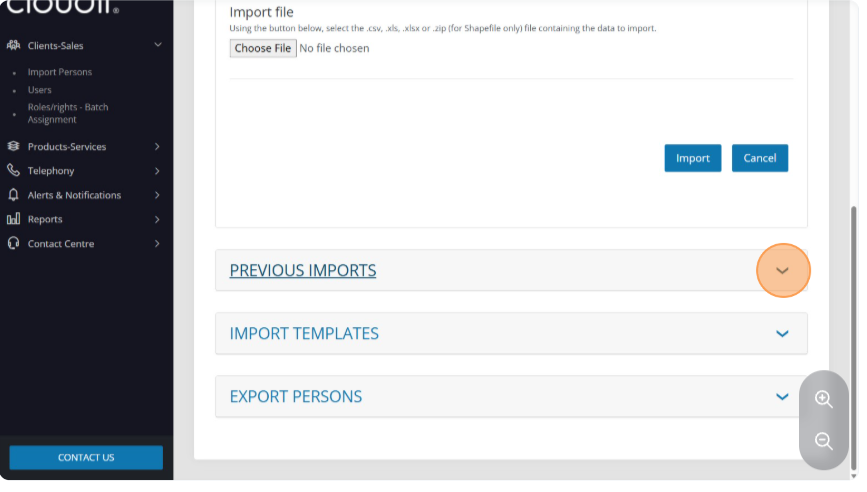 Import file
Using the button below, select the .csv, .xls, .xlsx or .zip (for Shapefile only) file containing the data to import.
Choose File No file chosen
Clients-Sales
Import Persons
Users
Roles/rights - Batch
Assignment
Products-Services
Telephony
Alerts & Notifications
Reports
Contact Centre
CONTACT US
Import
Cancel
PREVIOUS IMPORTS
IMPORT TEMPLATES
EXPORT PERSONS